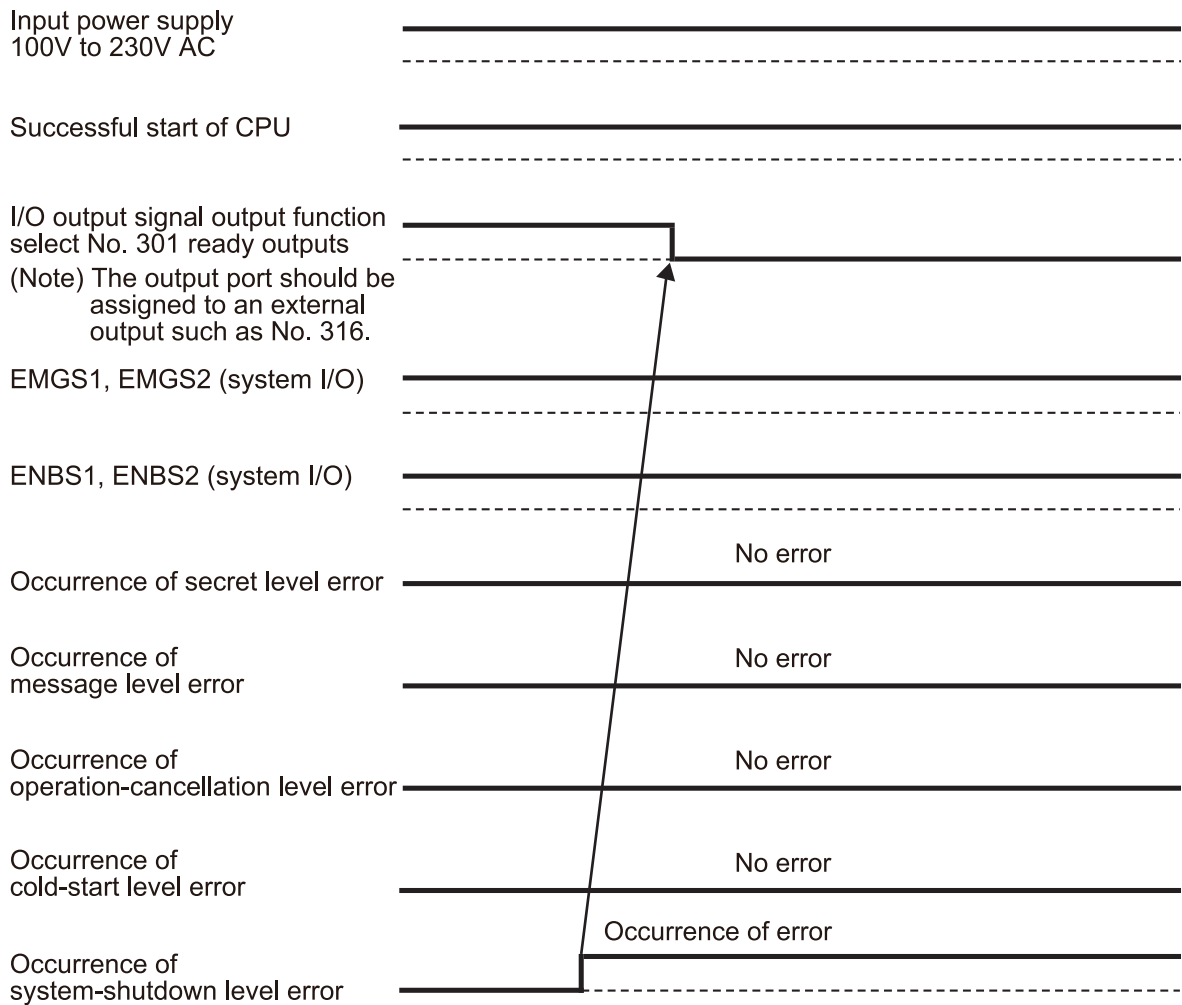 Input power supply
100V to 230V AC
Successful start of CPU
I/O output signal output function
select No. 301 ready outputs
(Note) The output port should be
assigned to an external
output such as No. 316.
EMGS1, EMGS2 (system I/O)
ENBS1, ENBS2 (system I/O)
No error
Occurrence of secret level error
Occurrence of
message level error
No error
Occurrence of
operation-cancellation level error
No error
Occurrence of
cold-start level error
No error
Occurrence of error
Occurrence of
system-shutdown level error